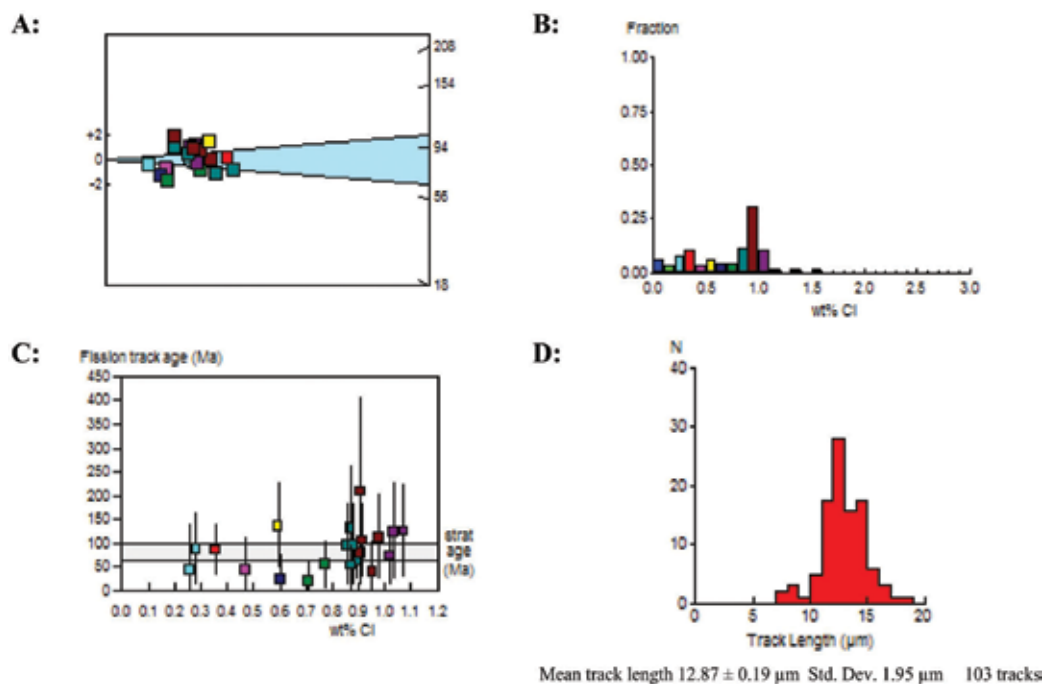 A:
208
154
+2
0
-2
94
56
18
B:
Fraction
1.00
0.75
0.50
0.25
0.00
0.0 0.5 1.0 1.5 2.0 2.5 3.0
wt% Cl
C:
Fission track age (Ma)
450
400
350
300
250
200
150
100
50
0
strat
age
(Ma)
0.0 0.1 0.2 0.3 0.4 0.5 0.6 0.7 0.8 0.9 1.0 1.1 1.2
wt% Cl
D:
N
40
30
20
10
0
0 5 10 15 20
Track Length (µm)
Mean track length 12.87 ± 0.19 µm Std. Dev. 1.95 µm 103 tracks